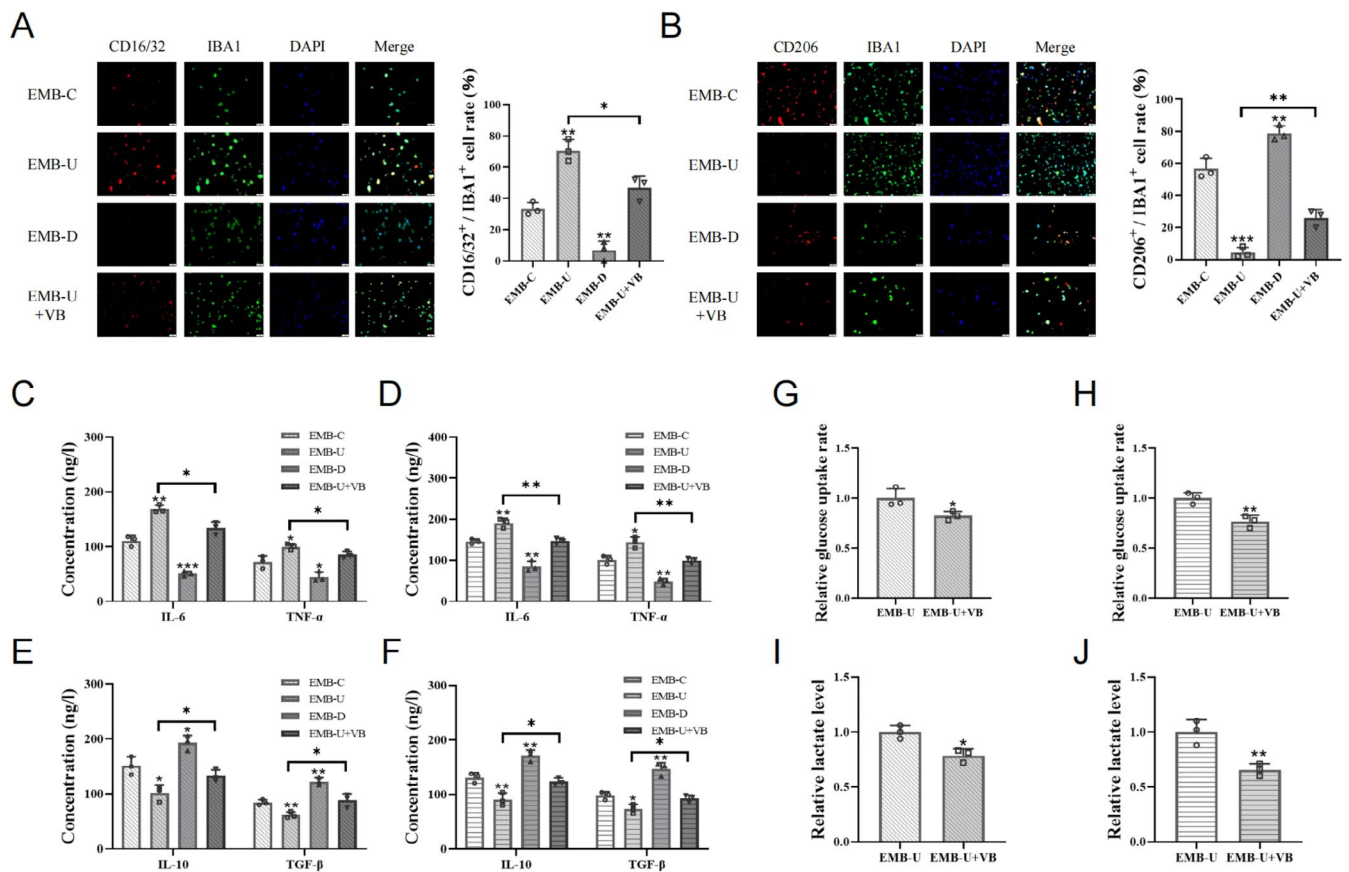 A
CD16/32 IBA1 DAPI Merge
EMB-C
EMB-U
EMB-D
EMB-U
+VB
CD16/32+ / IBA1+ cell rate (%)
100
80
60
40
20
0
**
**
*
EMB-C EMB-U EMB-D EMB-U+VB
B
CD206 IBA1 DAPI Merge
EMB-C
EMB-U
EMB-D
EMB-U
+VB
CD206+ / IBA1+ cell rate (%)
100
80
60
40
20
0
***
**
**
EMB-C EMB-U EMB-D EMB-U+VB
C
Concentration (ng/l)
300
200
100
0
EMB-C
EMB-U
EMB-D
EMB-U+VB
**
***
*
*
*
*
IL-6 TNF-α
D
Concentration (ng/l)
400
300
200
100
0
EMB-C
EMB-U
EMB-D
EMB-U+VB
**
**
**
*
**
**
IL-6 TNF-α
G
Relative glucose uptake rate
1.5
1.0
0.5
0.0
*
EMB-U EMB-U+VB
H
Relative glucose uptake rate
1.5
1.0
0.5
0.0
**
EMB-U EMB-U+VB
E
Concentration (ng/l)
300
200
100
0
EMB-C
EMB-U
EMB-D
EMB-U+VB
*
*
*
**
**
*
IL-10 TGF-β
F
Concentration (ng/l)
300
200
100
0
EMB-C
EMB-U
EMB-D
EMB-U+VB
**
**
*
*
**
*
IL-10 TGF-β
I
Relative lactate level
1.5
1.0
0.5
0.0
*
EMB-U EMB-U+VB
J
Relative lactate level
1.5
1.0
0.5
0.0
**
EMB-U EMB-U+VB